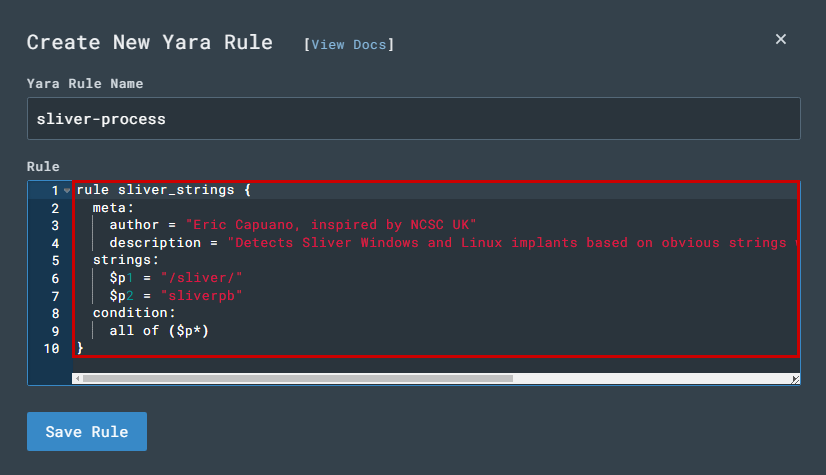 Create New Yara Rule [View Docs] ×
Yara Rule Name
sliver-process
Rule
1 rule sliver_strings {
2 meta:
3 author = "Eric Capuano, inspired by NCSC UK"
4 description = "Detects Sliver Windows and Linux implants based on obvious strings
5 strings:
6 $p1 = "/sliver/"
7 $p2 = "sliverpb"
8 condition:
9 all of ($p*)
10 }
Save Rule